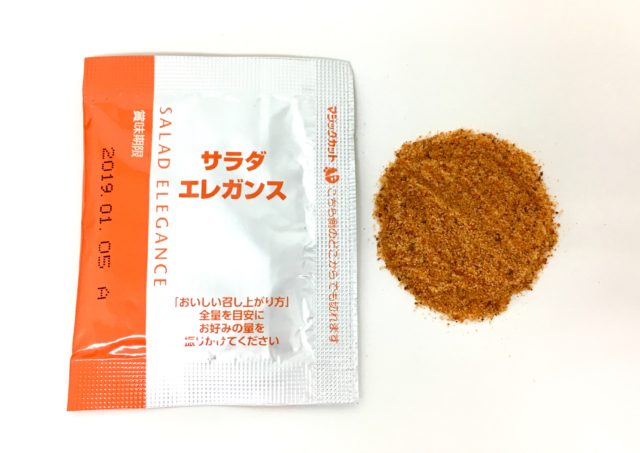 賞味期限
2019.01.05 A
SALAD ELEGANCE
サラダ
エレガンス
「おいしい召し上がり方」
全量を目安に
お好みの量を
振りかけてください
マジックカット こちら側のどこからでも切れます